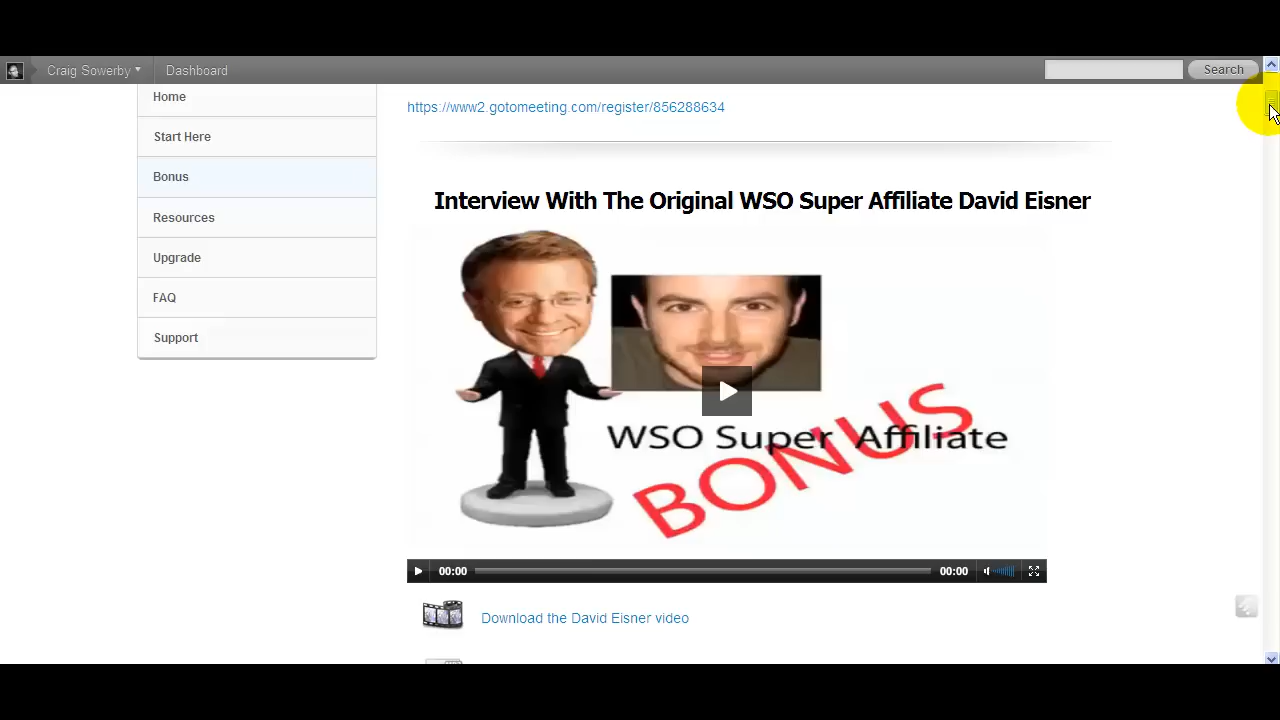 Craig Sowerby
Dashboard
Search
Home
Start Here
Bonus
Resources
Upgrade
FAQ
Support
https://www2.gotomeeting.com/register/856288634
Interview With The Original WSO Super Affiliate David Eisner
WSO Super Affiliate
BONUS
00:00
00:00
Download the David Eisner video